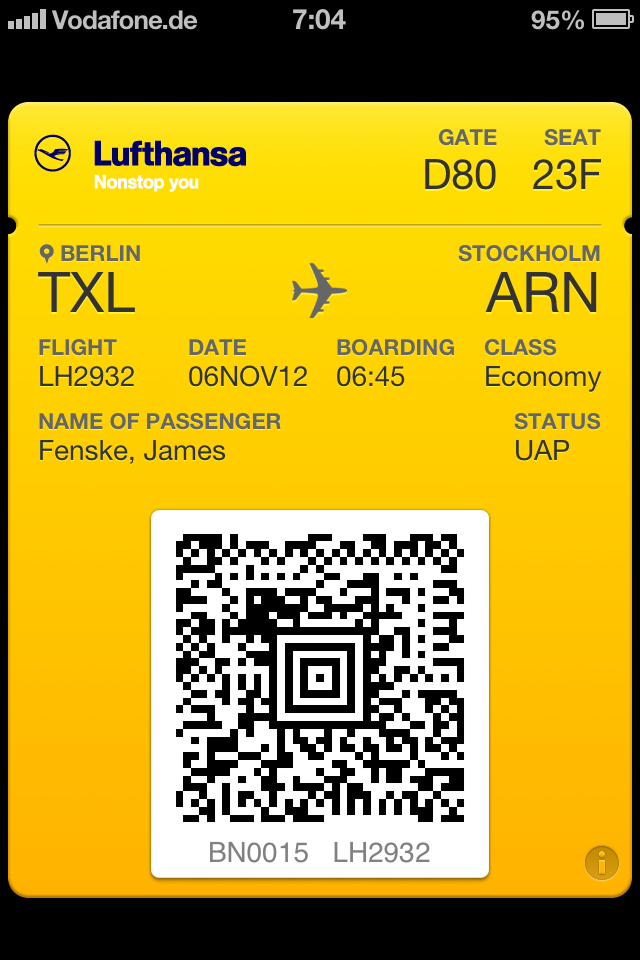 Vodafone.de 7:04 95%
Lufthansa
Nonstop you
GATE SEAT
D80 23F
BERLIN STOCKHOLM
TXL ARN
FLIGHT DATE BOARDING CLASS
LH2932 06NOV12 06:45 Economy
NAME OF PASSENGER STATUS
Fenske, James UAP
BN0015 LH2932
i